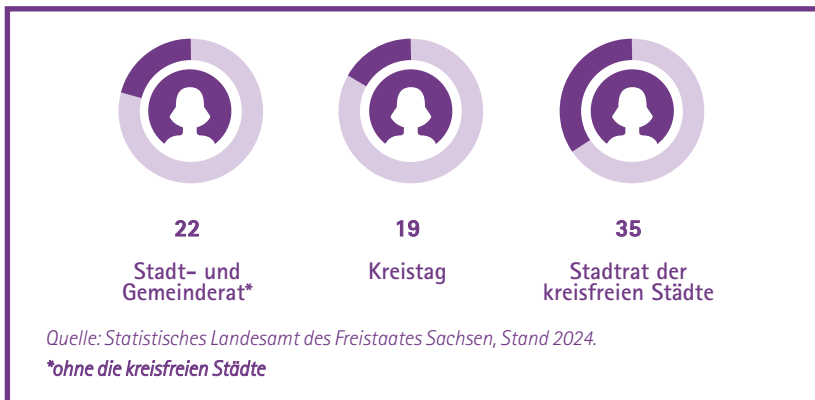 22
Stadt- und
Gemeinderat*
19
Kreistag
35
Stadtrat der
kreisfreien Städte
Quelle: Statistisches Landesamt des Freistaates Sachsen, Stand 2024.
*ohne die kreisfreien Städte